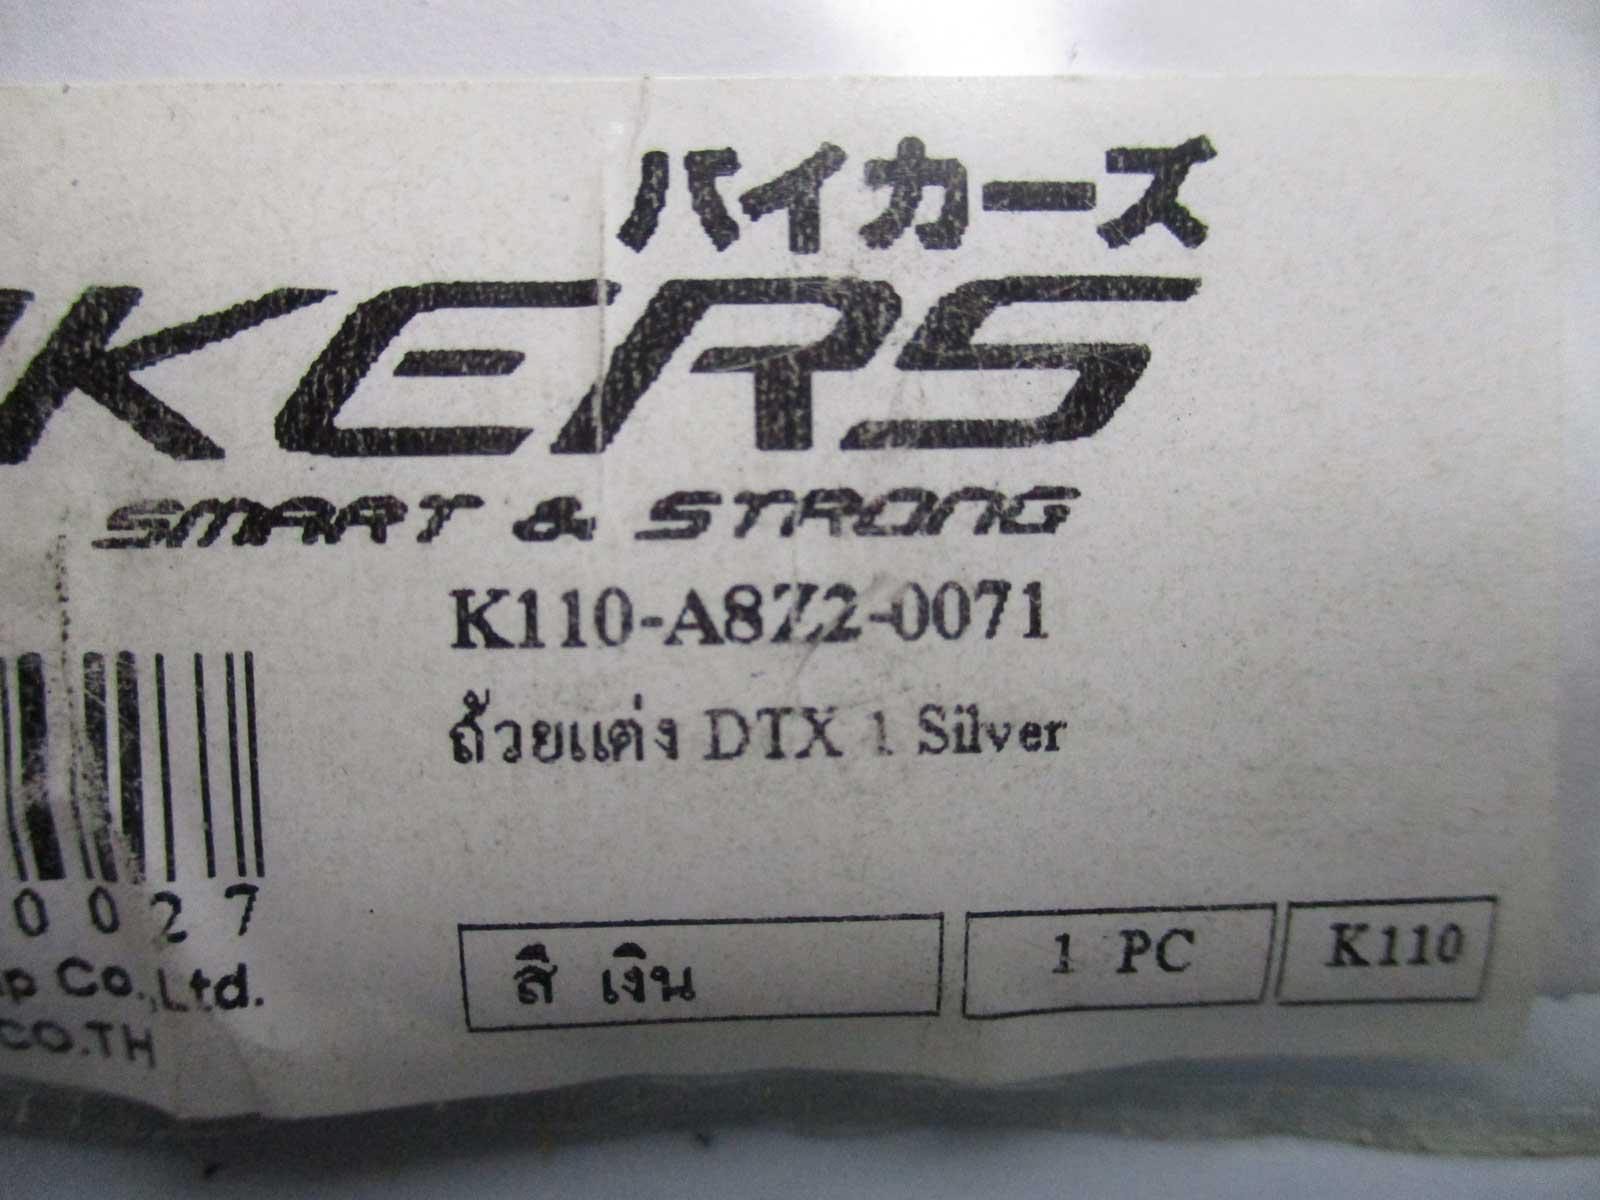 バイカーズ
IKERS
SMART & STRONG
K110-A8Z2-0071
ถ้วยแต่ง DTX 1 Silver
0027
Co.,Ltd.
CO.TH
สี เงิน
1 PC
K110